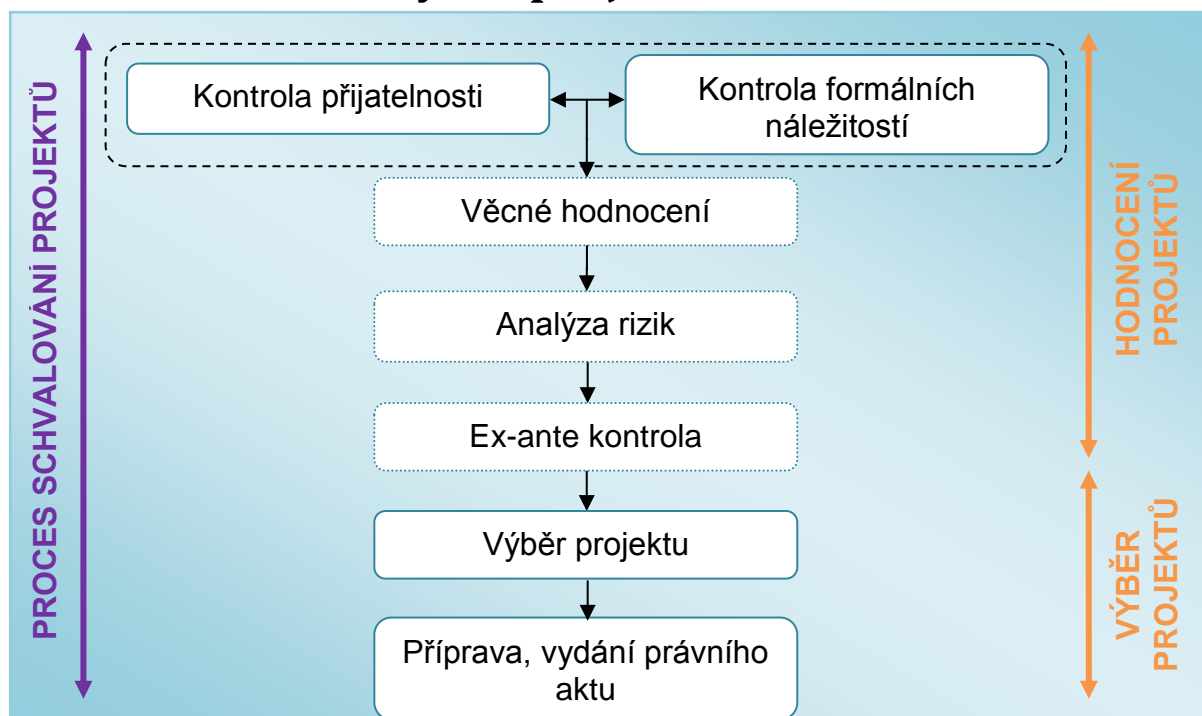 PROCES SCHVALOVÁNÍ PROJEKTŮ
Kontrola přijatelnosti
Kontrola formálních
náležitostí
Věcné hodnocení
Analýza rizik
Ex-ante kontrola
Výběr projektu
Příprava, vydání právního
aktu
HODNOCENÍ
PROJEKTŮ
VÝBĚR
PROJEKTŮ